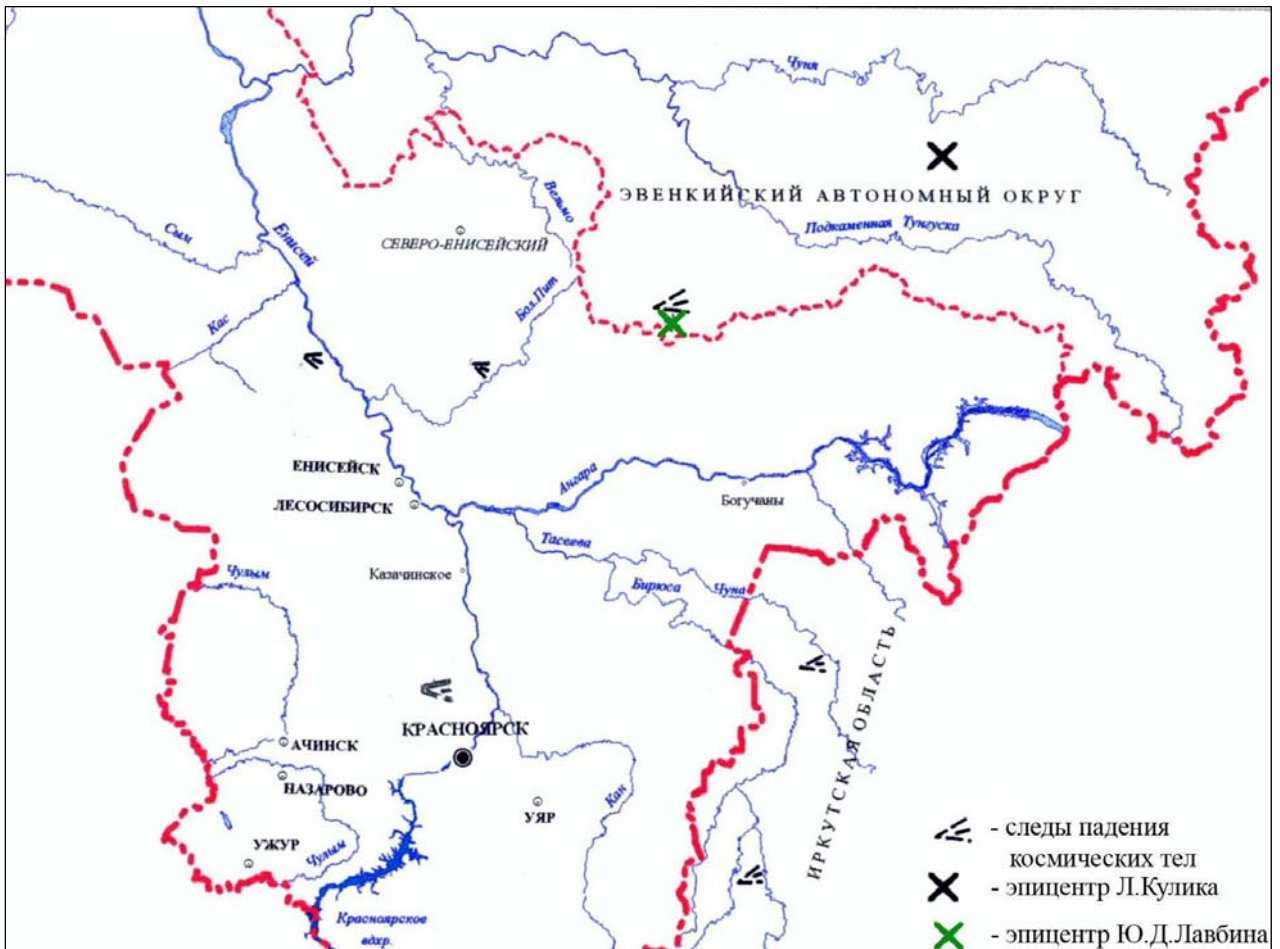 Чуня
ЭВЕНКИЙСКИЙ АВТОНОМНЫЙ ОКРУГ
Вельмо
Подкаменная Тунгуска
Сым
Енисей
СЕВЕРО-ЕНИСЕЙСКИЙ
Бол.Пит
Кас
ЕНИСЕЙСК
ЛЕСОСИБИРСК
Ангара
Богучаны
Тасеева
Казачинское
Чулым
Бирюса
Чуна
ИРКУТСКАЯ ОБЛАСТЬ
КРАСНОЯРСК
АЧИНСК
НАЗАРОВО
УЖУР
Чулым
УЯР
Кан
Красноярское
вдхр.
- следы падения
космических тел
- эпицентр Л.Кулика
- эпицентр Ю.Д.Лавбина